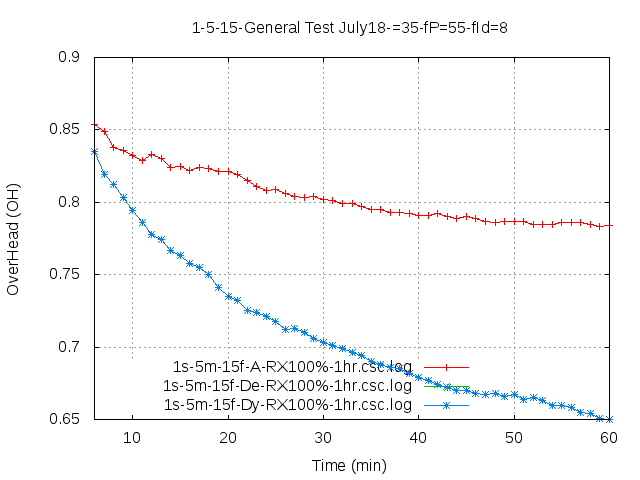 1-5-15-General Test July18-=35-fP=55-fId=8
0.9
0.85
0.8
0.75
0.7
0.65
OverHead (OH)
1s-5m-15f-A-RX100%-1hr.csc.log
1s-5m-15f-De-RX100%-1hr.csc.log
1s-5m-15f-Dy-RX100%-1hr.csc.log
10 20 30 40 50 60
Time (min)